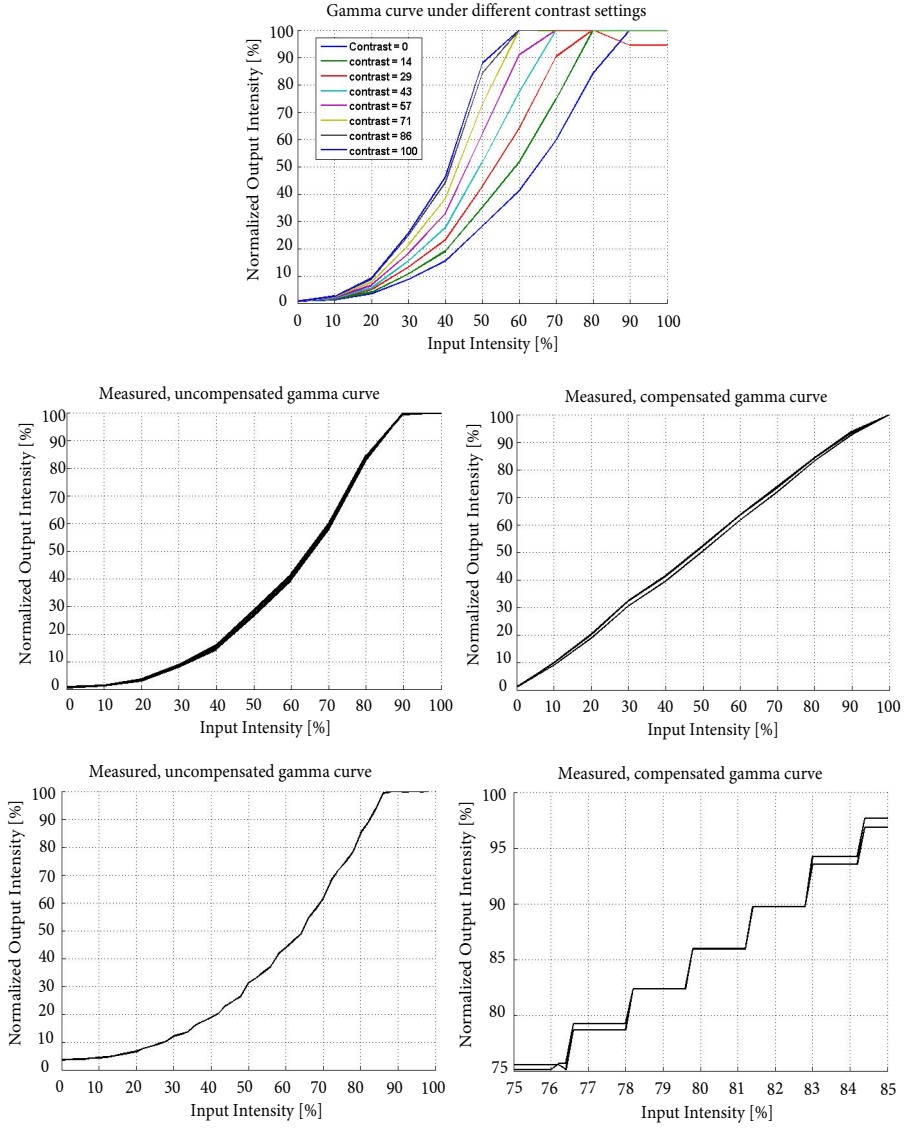 Gamma curve under different contrast settings
Normalized Output Intensity [%]
100
90
80
70
60
50
40
30
20
10
0
Contrast = 0
contrast = 14
contrast = 29
contrast = 43
contrast = 57
contrast = 71
contrast = 86
contrast = 100
0 10 20 30 40 50 60 70 80 90 100
Input Intensity [%]
Measured, uncompensated gamma curve
Normalized Output Intensity [%]
100
90
80
70
60
50
40
30
20
10
0
0 10 20 30 40 50 60 70 80 90 100
Input Intensity [%]
Measured, compensated gamma curve
Normalized Output Intensity [%]
100
90
80
70
60
50
40
30
20
10
0
0 10 20 30 40 50 60 70 80 90 100
Input Intensity [%]
Measured, uncompensated gamma curve
Normalized Output Intensity [%]
100
90
80
70
60
50
40
30
20
10
0
0 10 20 30 40 50 60 70 80 90 100
Input Intensity [%]
Measured, compensated gamma curve
Normalized Output Intensity [%]
100
95
90
85
80
75
75 76 77 78 79 80 81 82 83 84 85
Input Intensity [%]